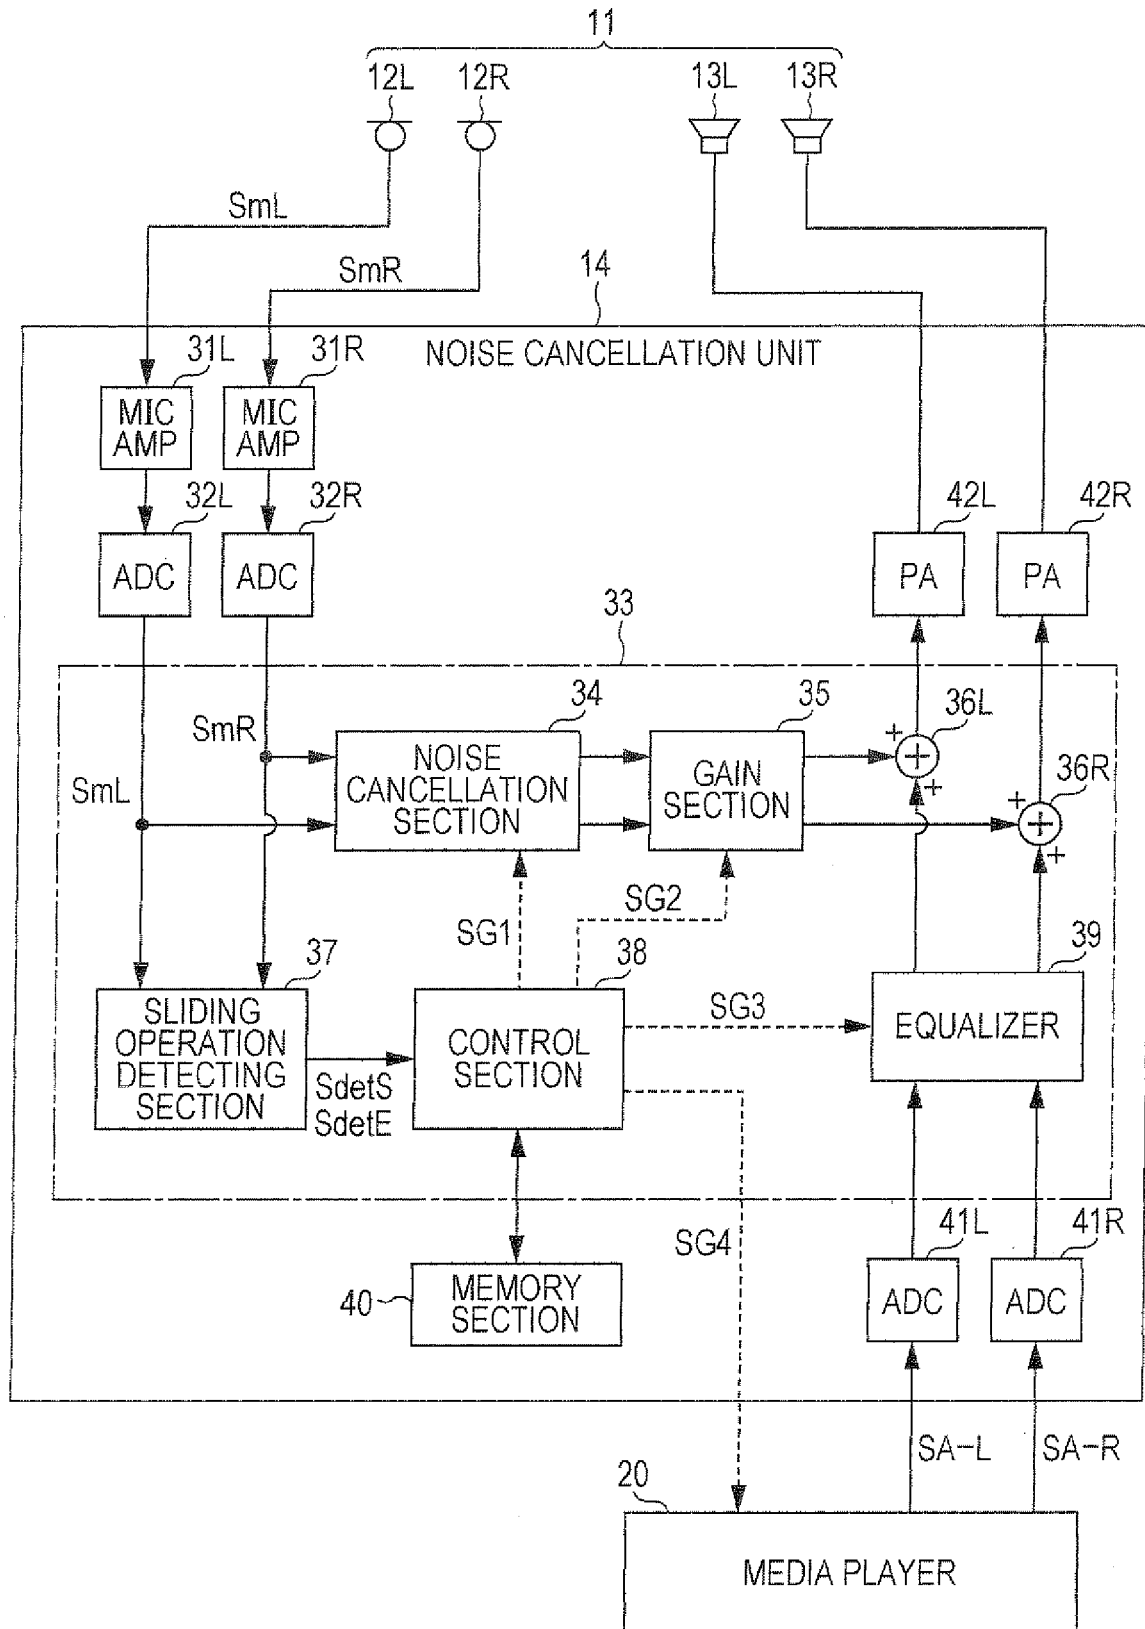 11
12L
12R
13L
13R
SmL
SmR
14
NOISE CANCELLATION UNIT
31L
31R
MIC
AMP
MIC
AMP
32L
32R
ADC
ADC
42L
42R
PA
PA
33
34
35
36L
SmR
NOISE
CANCELLATION
SECTION
GAIN
SECTION
+
+
+
36R
SmL
+
+
+
SG1
SG2
37
38
39
SLIDING
OPERATION
DETECTING
SECTION
CONTROL
SECTION
SG3
EQUALIZER
SdetS
SdetE
SG4
41L
41R
40
MEMORY
SECTION
ADC
ADC
SA-L
SA-R
20
MEDIA PLAYER